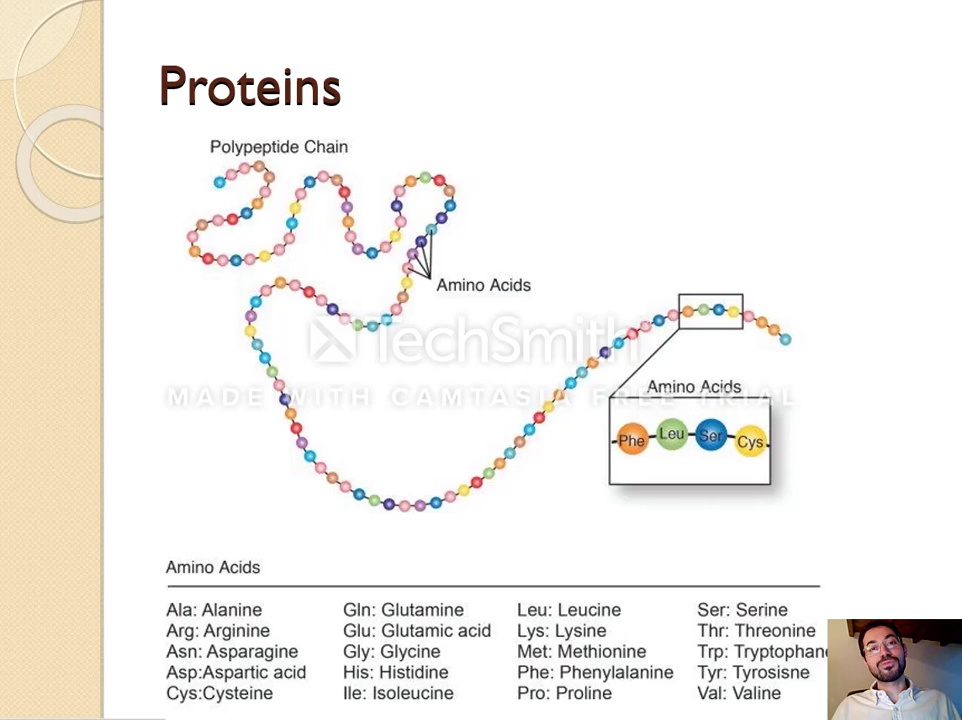 Proteins
Polypeptide Chain
Amino Acids
TechSmith
MADE WITH CAMTASIA FREE TRIAL
Amino Acids
Phe Leu Ser Cys
Amino Acids
Ala: Alanine Gln: Glutamine Leu: Leucine Ser: Serine
Arg: Arginine Glu: Glutamic acid Lys: Lysine Thr: Threonine
Asn: Asparagine Gly: Glycine Met: Methionine Trp: Tryptophane
Asp:Aspartic acid His: Histidine Phe: Phenylalanine Tyr: Tyrosisne
Cys:Cysteine Ile: Isoleucine Pro: Proline Val: Valine